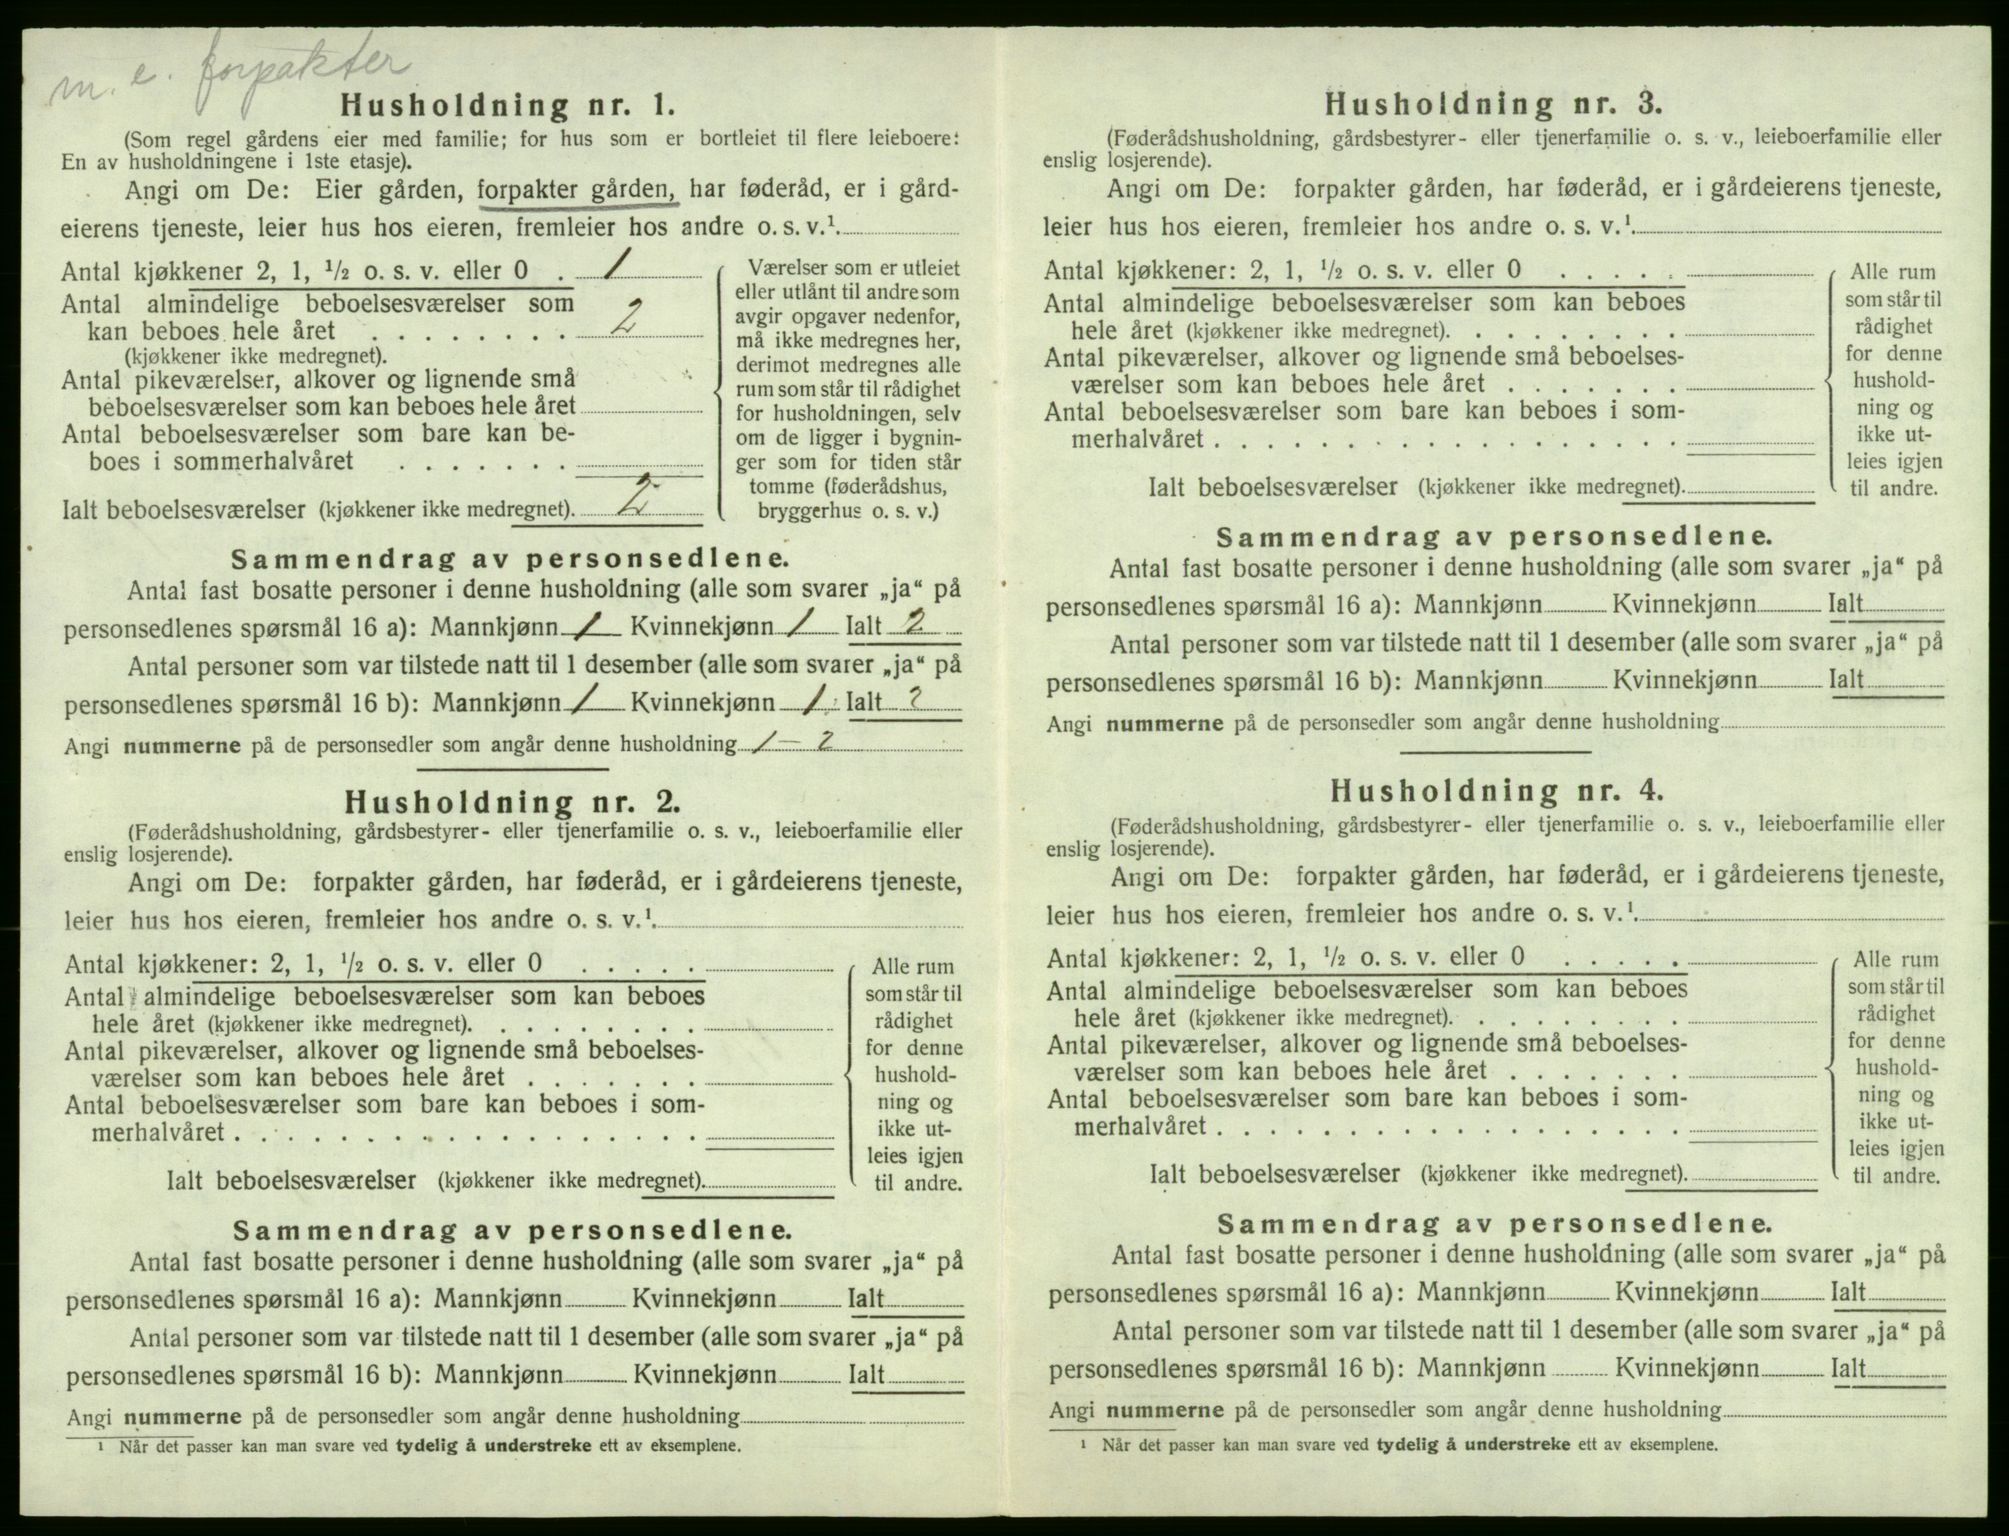 m. e. forpakter
Husholdning nr. 1.
(Som regel gårdens eier med familie; for hus som er bortleiet til flere leieboere:
En av husholdningene i 1ste etasje).
Angi om De: Eier gården, forpakter gården, har føderåd, er i gård-
eierens tjeneste, leier hus hos eieren, fremleier hos andre o. s. v.¹
Antal kjøkkener 2, 1, ½ o. s. v. eller 0 . 1
Antal almindelige beboelsesværelser som
kan beboes hele året . . . . . . . . 2
(kjøkkener ikke medregnet).
Antal pikeværelser, alkover og lignende små
beboelsesværelser som kan beboes hele året
Antal beboelsesværelser som bare kan be-
boes i sommerhalvåret . . . . . . .
Ialt beboelsesværelser (kjøkkener ikke medregnet). 2
Værelser som er utleiet
eller utlånt til andre som
avgir opgaver nedenfor,
må ikke medregnes her,
derimot medregnes alle
rum som står til rådighet
for husholdningen, selv
om de ligger i bygnin-
ger som for tiden står
tomme (føderådshus,
bryggerhus o. s. v.)
Sammendrag av personsedlene.
Antal fast bosatte personer i denne husholdning (alle som svarer „ja“ på
personsedlenes spørsmål 16 a): Mannkjønn 1 Kvinnekjønn 1 Ialt 2
Antal personer som var tilstede natt til 1 desember (alle som svarer „ja“ på
personsedlenes spørsmål 16 b): Mannkjønn 1 Kvinnekjønn 1 Ialt 2
Angi nummerne på de personsedler som angår denne husholdning 1 – 2
Husholdning nr. 2.
(Føderådshusholdning, gårdsbestyrer- eller tjenerfamilie o. s. v., leieboerfamilie eller
enslig losjerende).
Angi om De: forpakter gården, har føderåd, er i gårdeierens tjeneste,
leier hus hos eieren, fremleier hos andre o. s. v.¹
Antal kjøkkener: 2, 1, ½ o. s. v. eller 0 . . . . .
Antal almindelige beboelsesværelser som kan beboes
hele året (kjøkkener ikke medregnet). . . . . . . . .
Antal pikeværelser, alkover og lignende små beboelses-
værelser som kan beboes hele året . . . . . . .
Antal beboelsesværelser som bare kan beboes i som-
merhalvåret . . . . . . . . . . . . . . . . . .
Ialt beboelsesværelser (kjøkkener ikke medregnet).
Alle rum
som står til
rådighet
for denne
hushold-
ning og
ikke ut-
leies igjen
til andre.
Sammendrag av personsedlene.
Antal fast bosatte personer i denne husholdning (alle som svarer „ja“ på
personsedlenes spørsmål 16 a): Mannkjønn Kvinnekjønn Ialt
Antal personer som var tilstede natt til 1 desember (alle som svarer „ja“ på
personsedlenes spørsmål 16 b): Mannkjønn Kvinnekjønn Ialt
Angi nummerne på de personsedler som angår denne husholdning
¹ Når det passer kan man svare ved tydelig å understreke ett av eksemplene.
Husholdning nr. 3.
(Føderådshusholdning, gårdsbestyrer- eller tjenerfamilie o. s. v., leieboerfamilie eller
enslig losjerende).
Angi om De: forpakter gården, har føderåd, er i gårdeierens tjeneste,
leier hus hos eieren, fremleier hos andre o. s. v.¹
Antal kjøkkener: 2, 1, ½ o. s. v. eller 0 . . . . .
Antal almindelige beboelsesværelser som kan beboes
hele året (kjøkkener ikke medregnet). . . . . . . . .
Antal pikeværelser, alkover og lignende små beboelses-
værelser som kan beboes hele året . . . . . . .
Antal beboelsesværelser som bare kan beboes i som-
merhalvåret . . . . . . . . . . . . . . . . . .
Ialt beboelsesværelser (kjøkkener ikke medregnet).
Alle rum
som står til
rådighet
for denne
hushold-
ning og
ikke ut-
leies igjen
til andre.
Sammendrag av personsedlene.
Antal fast bosatte personer i denne husholdning (alle som svarer „ja“ på
personsedlenes spørsmål 16 a): Mannkjønn Kvinnekjønn Ialt
Antal personer som var tilstede natt til 1 desember (alle som svarer „ja“ på
personsedlenes spørsmål 16 b): Mannkjønn Kvinnekjønn Ialt
Angi nummerne på de personsedler som angår denne husholdning
Husholdning nr. 4.
(Føderådshusholdning, gårdsbestyrer- eller tjenerfamilie o. s. v., leieboerfamilie eller
enslig losjerende).
Angi om De: forpakter gården, har føderåd, er i gårdeierens tjeneste,
leier hus hos eieren, fremleier hos andre o. s. v.¹
Antal kjøkkener: 2, 1, ½ o. s. v. eller 0 . . . . .
Antal almindelige beboelsesværelser som kan beboes
hele året (kjøkkener ikke medregnet). . . . . . . . .
Antal pikeværelser, alkover og lignende små beboelses-
værelser som kan beboes hele året . . . . . . .
Antal beboelsesværelser som bare kan beboes i som-
merhalvåret . . . . . . . . . . . . . . . . . .
Ialt beboelsesværelser (kjøkkener ikke medregnet).
Alle rum
som står til
rådighet
for denne
hushold-
ning og
ikke ut-
leies igjen
til andre.
Sammendrag av personsedlene.
Antal fast bosatte personer i denne husholdning (alle som svarer „ja“ på
personsedlenes spørsmål 16 a): Mannkjønn Kvinnekjønn Ialt
Antal personer som var tilstede natt til 1 desember (alle som svarer „ja“ på
personsedlenes spørsmål 16 b): Mannkjønn Kvinnekjønn Ialt
Angi nummerne på de personsedler som angår denne husholdning
¹ Når det passer kan man svare ved tydelig å understreke ett av eksemplene.